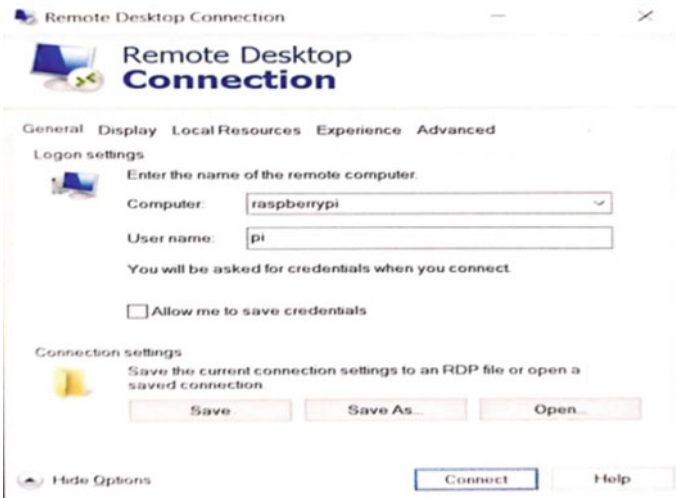 Remote Desktop Connection
Remote Desktop
Connection
General Display Local Resources Experience Advanced
Logon settings
Enter the name of the remote computer.
Computer: raspberrypi
User name: pi
You will be asked for credentials when you connect.
Allow me to save credentials
Connection settings
Save the current connection settings to an RDP file or open a
saved connection.
Save Save As... Open...
Hide Options Connect Help